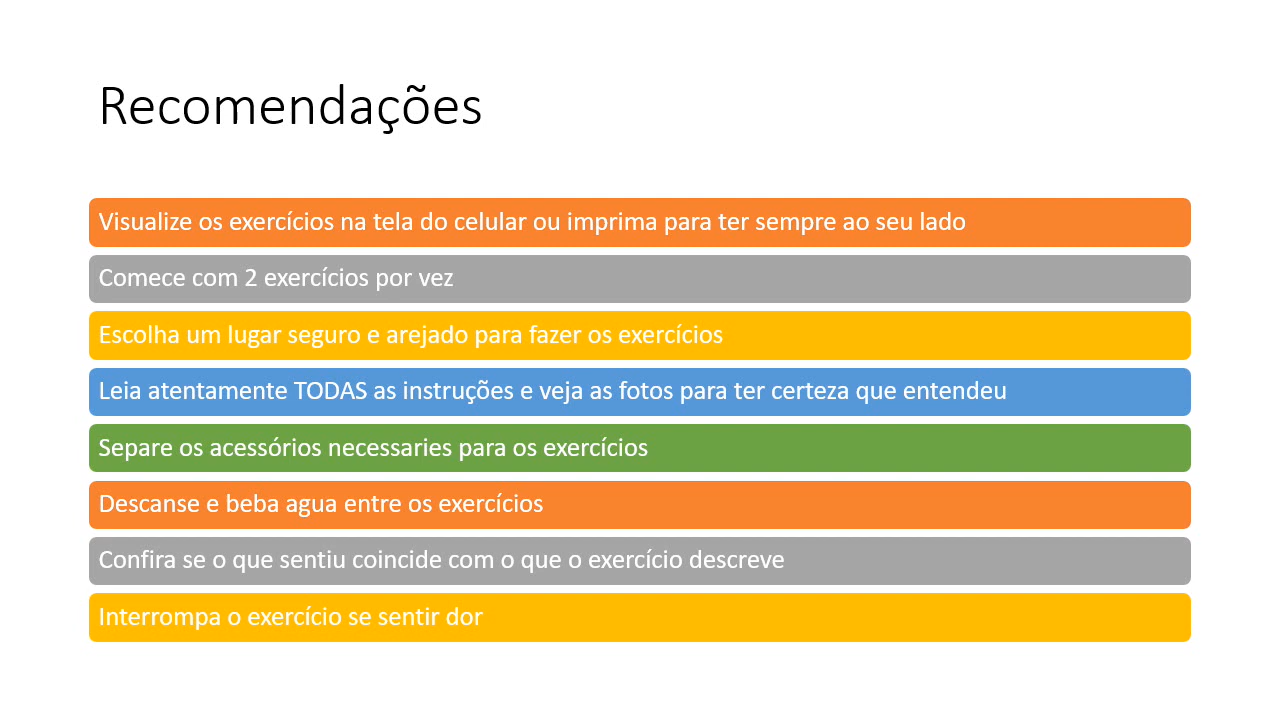 Recomendações
Visualize os exercícios na tela do celular ou imprima para ter sempre ao seu lado
Comece com 2 exercícios por vez
Escolha um lugar seguro e arejado para fazer os exercícios
Leia atentamente TODAS as instruções e veja as fotos para ter certeza que entendeu
Separe os acessórios necessaries para os exercícios
Descanse e beba agua entre os exercícios
Confira se o que sentiu coincide com o que o exercício descreve
Interrompa o exercício se sentir dor